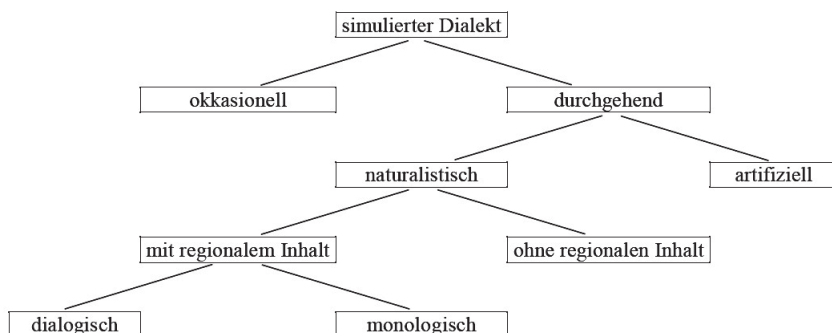 simulierter Dialekt
okkasionell
durchgehend
naturalistisch
artifiziell
mit regionalem Inhalt
ohne regionalen Inhalt
dialogisch
monologisch